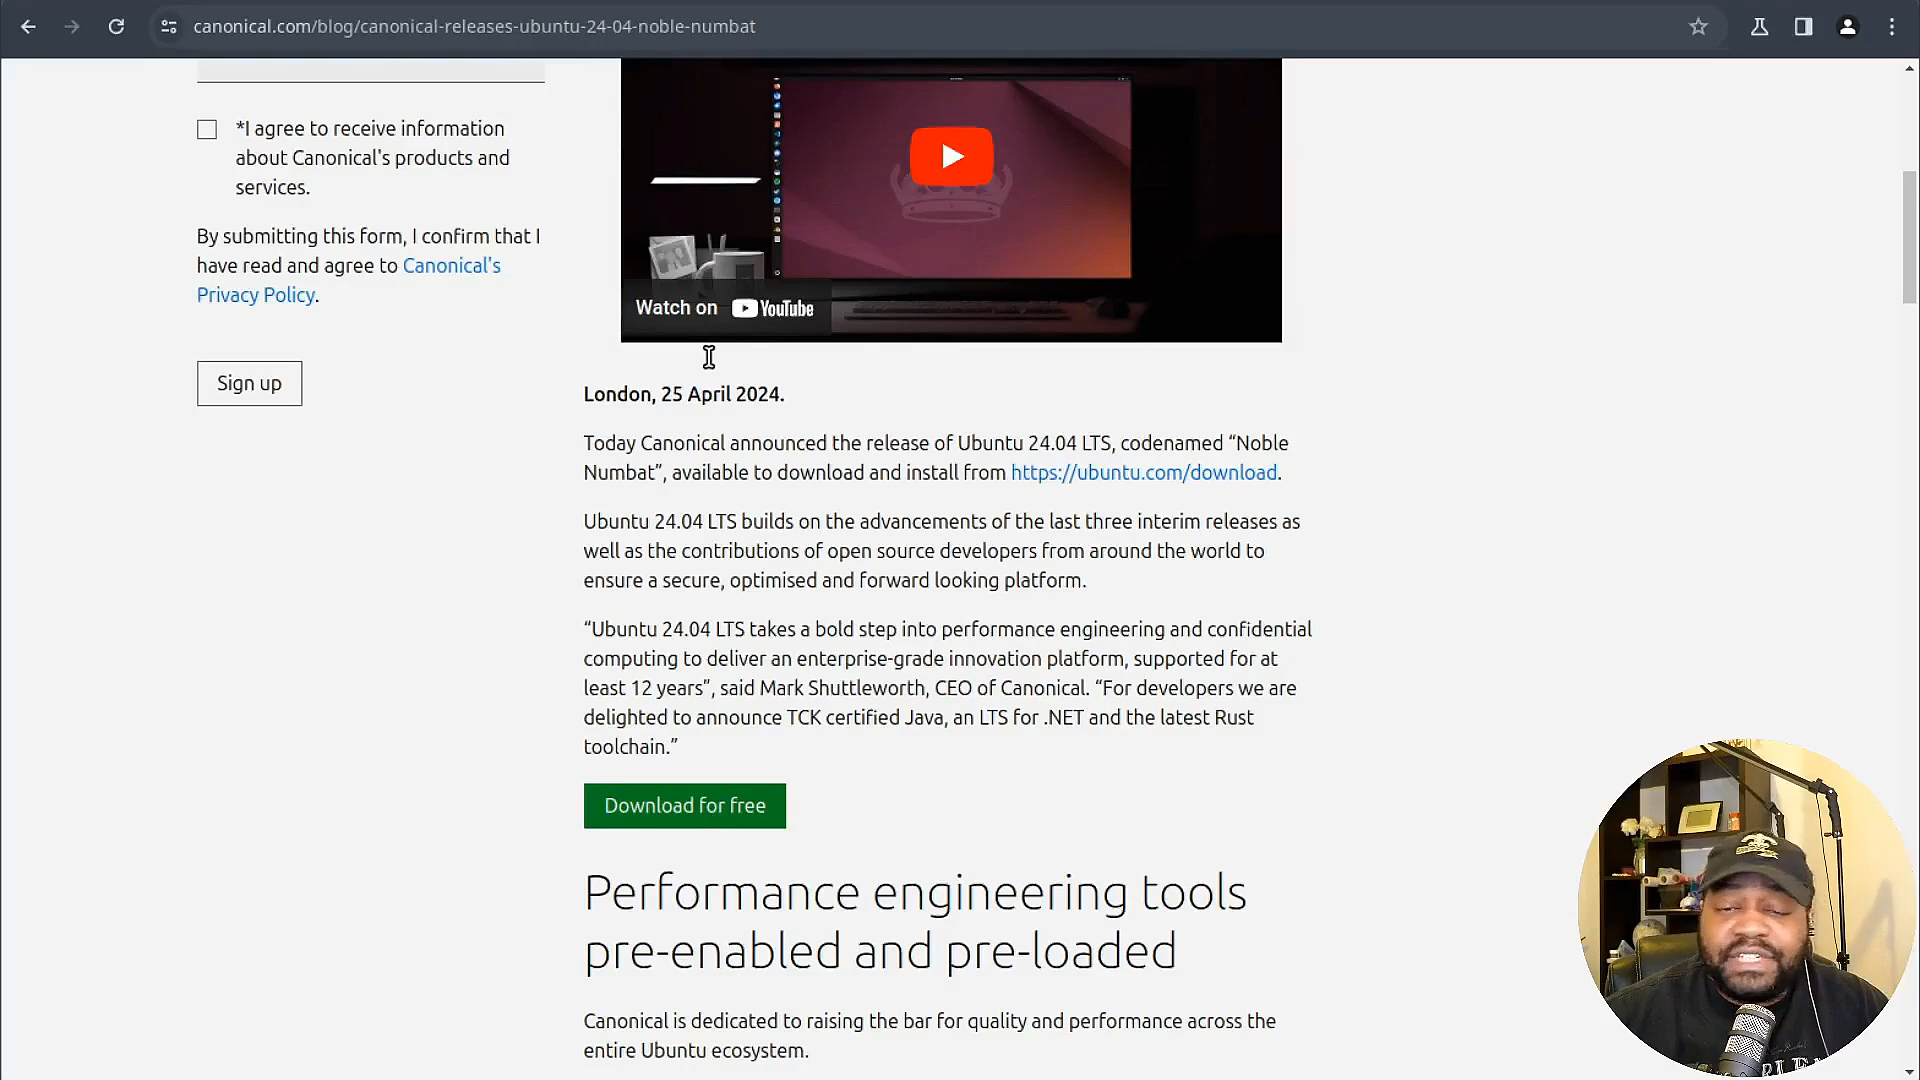 canonical.com/blog/canonical-releases-ubuntu-24-04-noble-numbat
*I agree to receive information
about Canonical's products and
services.
By submitting this form, I confirm that I
have read and agree to Canonical's
Privacy Policy.
Sign up
Watch on YouTube
London, 25 April 2024.
Today Canonical announced the release of Ubuntu 24.04 LTS, codenamed “Noble
Numbat”, available to download and install from https://ubuntu.com/download.
Ubuntu 24.04 LTS builds on the advancements of the last three interim releases as
well as the contributions of open source developers from around the world to
ensure a secure, optimised and forward looking platform.
“Ubuntu 24.04 LTS takes a bold step into performance engineering and confidential
computing to deliver an enterprise-grade innovation platform, supported for at
least 12 years”, said Mark Shuttleworth, CEO of Canonical. “For developers we are
delighted to announce TCK certified Java, an LTS for .NET and the latest Rust
toolchain.”
Download for free
Performance engineering tools
pre-enabled and pre-loaded
Canonical is dedicated to raising the bar for quality and performance across the
entire Ubuntu ecosystem.